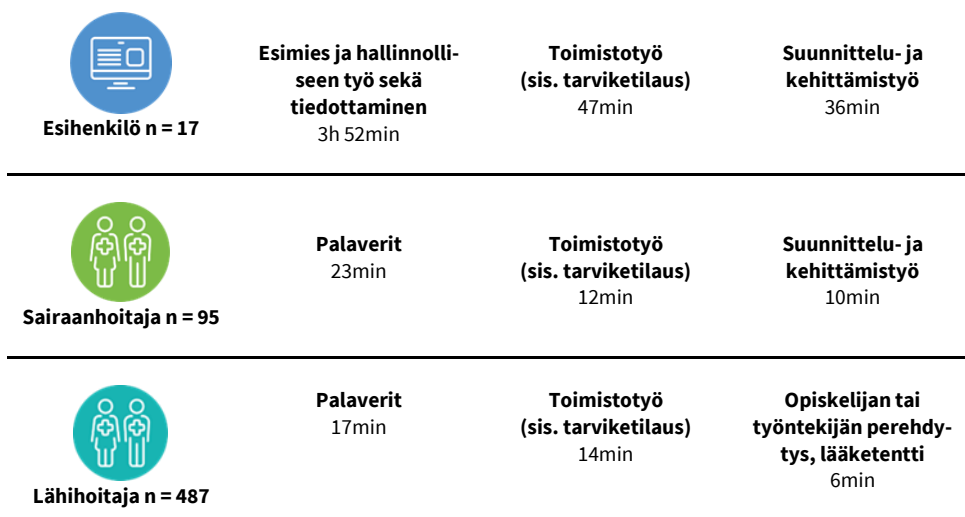 Esihenkilö n = 17
Esimies ja hallinnolli-
seen työ sekä
tiedottaminen
3h 52min
Toimistotyö
(sis. tarviketilaus)
47min
Suunnittelu- ja
kehittämistyö
36min
Sairaanhoitaja n = 95
Palaverit
23min
Toimistotyö
(sis. tarviketilaus)
12min
Suunnittelu- ja
kehittämistyö
10min
Lähihoitaja n = 487
Palaverit
17min
Toimistotyö
(sis. tarviketilaus)
14min
Opiskelijan tai
työntekijän perehdy-
tys, lääketentti
6min